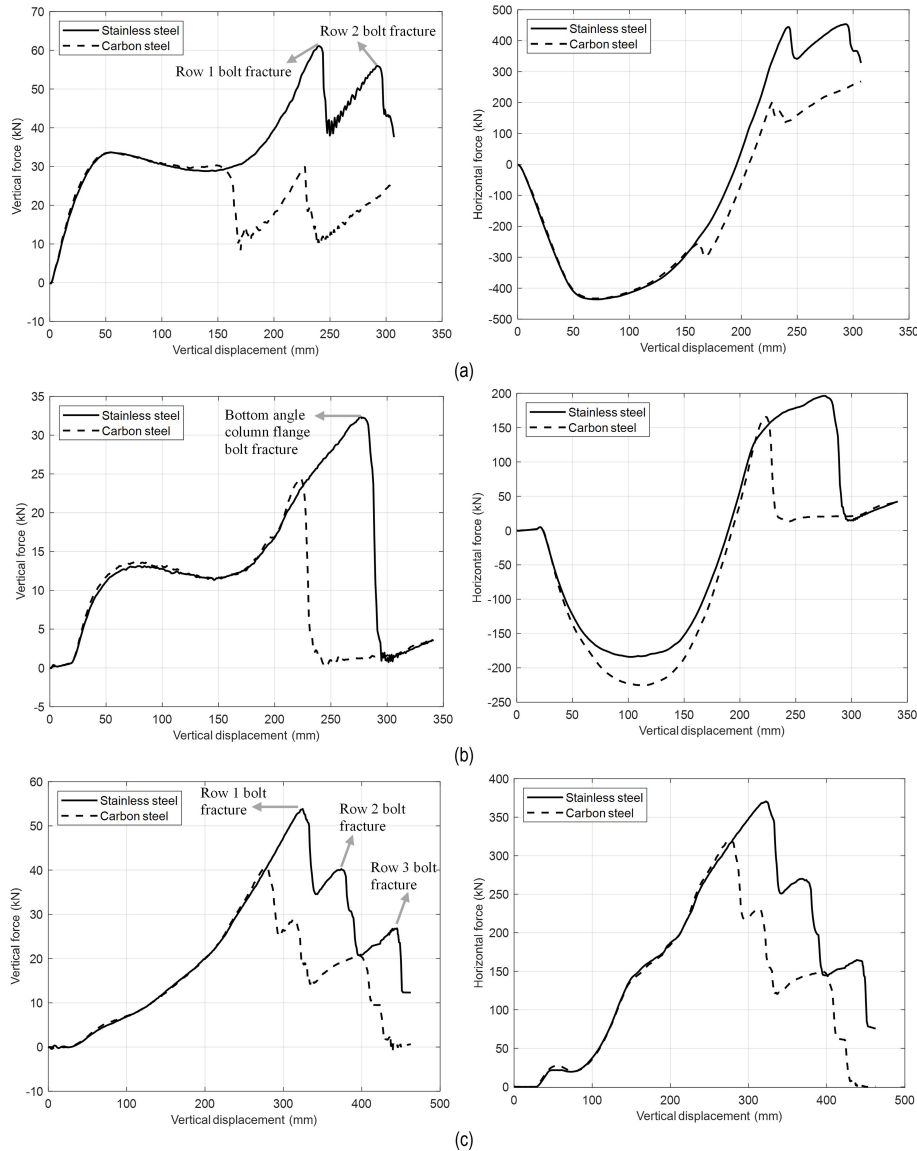 70
60
50
40
30
20
10
0
-10
Vertical force (kN)
Stainless steel
Carbon steel
Row 1 bolt fracture
Row 2 bolt fracture
0 50 100 150 200 250 300 350
Vertical displacement (mm)
500
400
300
200
100
0
-100
-200
-300
-400
-500
Horizontal force (kN)
Stainless steel
Carbon steel
0 50 100 150 200 250 300 350
Vertical displacement (mm)
(a)
35
30
25
20
15
10
5
0
-5
Vertical force (kN)
Stainless steel
Carbon steel
Bottom angle
column flange
bolt fracture
0 50 100 150 200 250 300 350
Vertical displacement (mm)
200
150
100
50
0
-50
-100
-150
-200
-250
Horizontal force (kN)
Stainless steel
Carbon steel
0 50 100 150 200 250 300 350
Vertical displacement (mm)
(b)
60
50
40
30
20
10
0
-10
Vertical force (kN)
Stainless steel
Carbon steel
Row 1 bolt
fracture
Row 2 bolt
fracture
Row 3 bolt
fracture
0 100 200 300 400 500
Vertical displacement (mm)
400
350
300
250
200
150
100
50
0
Horizontal force (kN)
Stainless steel
Carbon steel
0 100 200 300 400 500
Vertical displacement (mm)
(c)